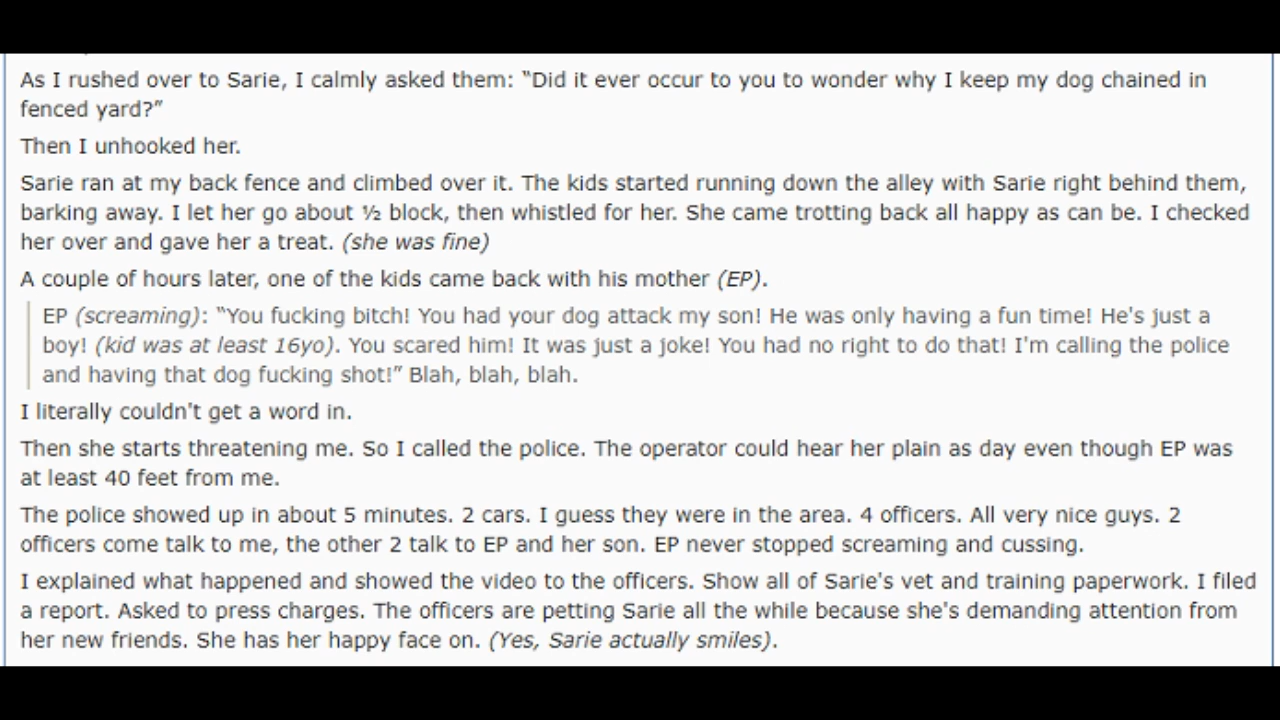 As I rushed over to Sarie, I calmly asked them: “Did it ever occur to you to wonder why I keep my dog chained in
fenced yard?”
Then I unhooked her.
Sarie ran at my back fence and climbed over it. The kids started running down the alley with Sarie right behind them,
barking away. I let her go about ½ block, then whistled for her. She came trotting back all happy as can be. I checked
her over and gave her a treat. (she was fine)
A couple of hours later, one of the kids came back with his mother (EP).
EP (screaming): “You fucking bitch! You had your dog attack my son! He was only having a fun time! He's just a
boy! (kid was at least 16yo). You scared him! It was just a joke! You had no right to do that! I'm calling the police
and having that dog fucking shot!” Blah, blah, blah.
I literally couldn't get a word in.
Then she starts threatening me. So I called the police. The operator could hear her plain as day even though EP was
at least 40 feet from me.
The police showed up in about 5 minutes. 2 cars. I guess they were in the area. 4 officers. All very nice guys. 2
officers come talk to me, the other 2 talk to EP and her son. EP never stopped screaming and cussing.
I explained what happened and showed the video to the officers. Show all of Sarie's vet and training paperwork. I filed
a report. Asked to press charges. The officers are petting Sarie all the while because she's demanding attention from
her new friends. She has her happy face on. (Yes, Sarie actually smiles).